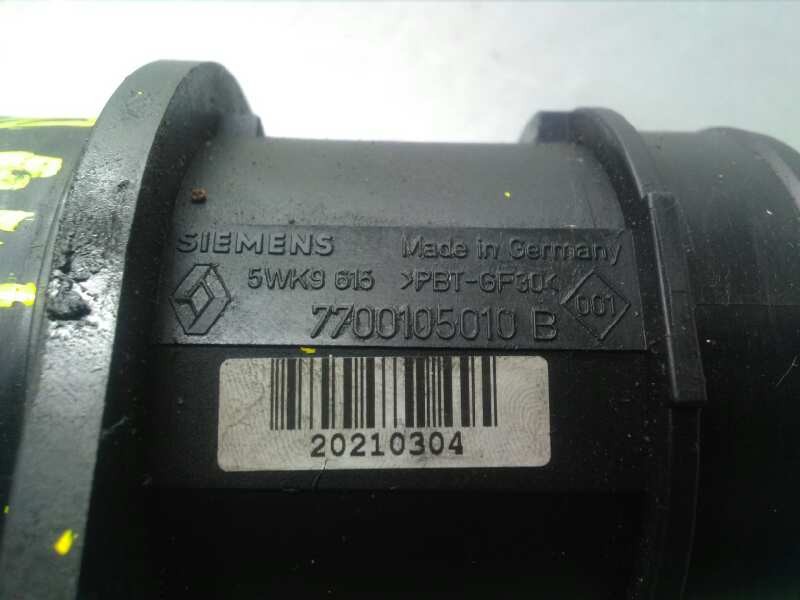 SIEMENS Made in Germany
5WK9 615 >PBT-GF30<
7700105010 B 001
20210304